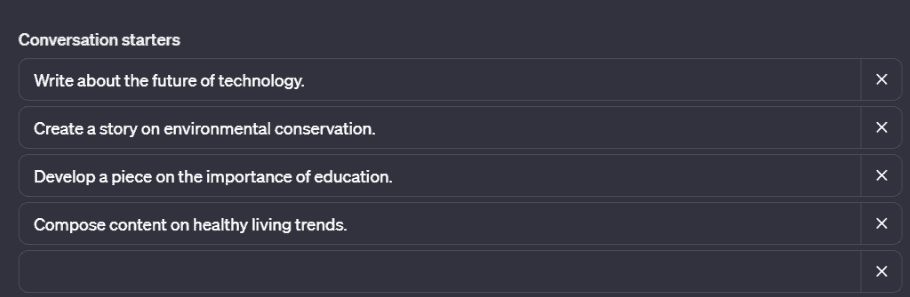 Conversation starters
Write about the future of technology.
Create a story on environmental conservation.
Develop a piece on the importance of education.
Compose content on healthy living trends.